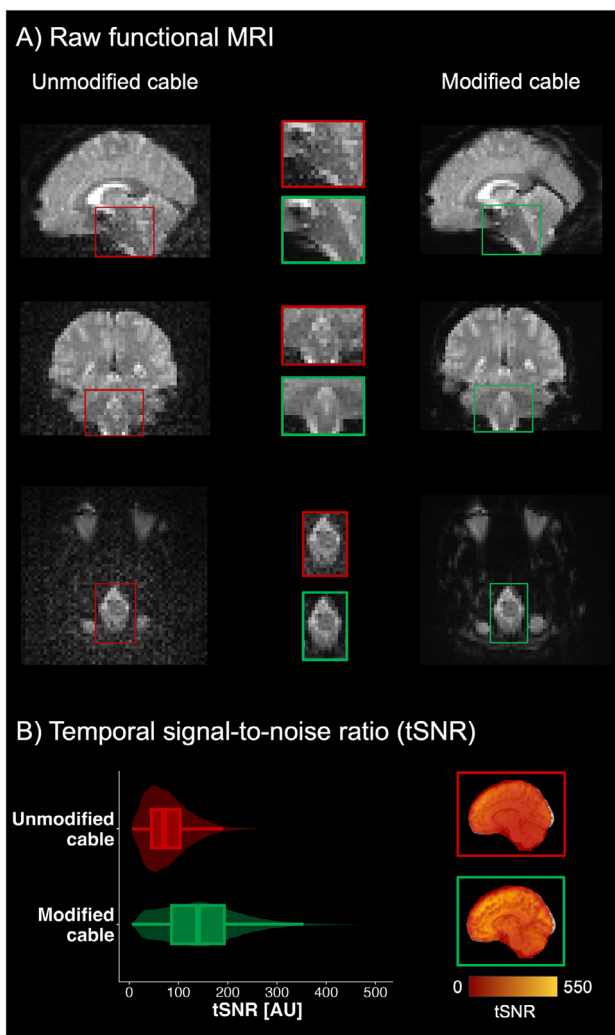 A) Raw functional MRI
Unmodified cable
Modified cable
B) Temporal signal-to-noise ratio (tSNR)
Unmodified
cable
Modified
cable
0 100 200 300 400 500
tSNR [AU]
0 550
tSNR